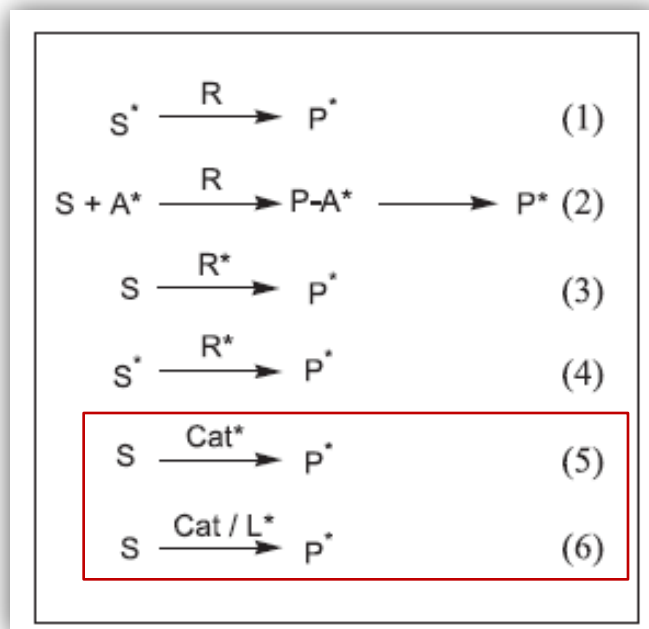 S* R P* (1)
S + A* R P-A* P* (2)
S R* P* (3)
S* R* P* (4)
S Cat* P* (5)
S Cat / L* P* (6)